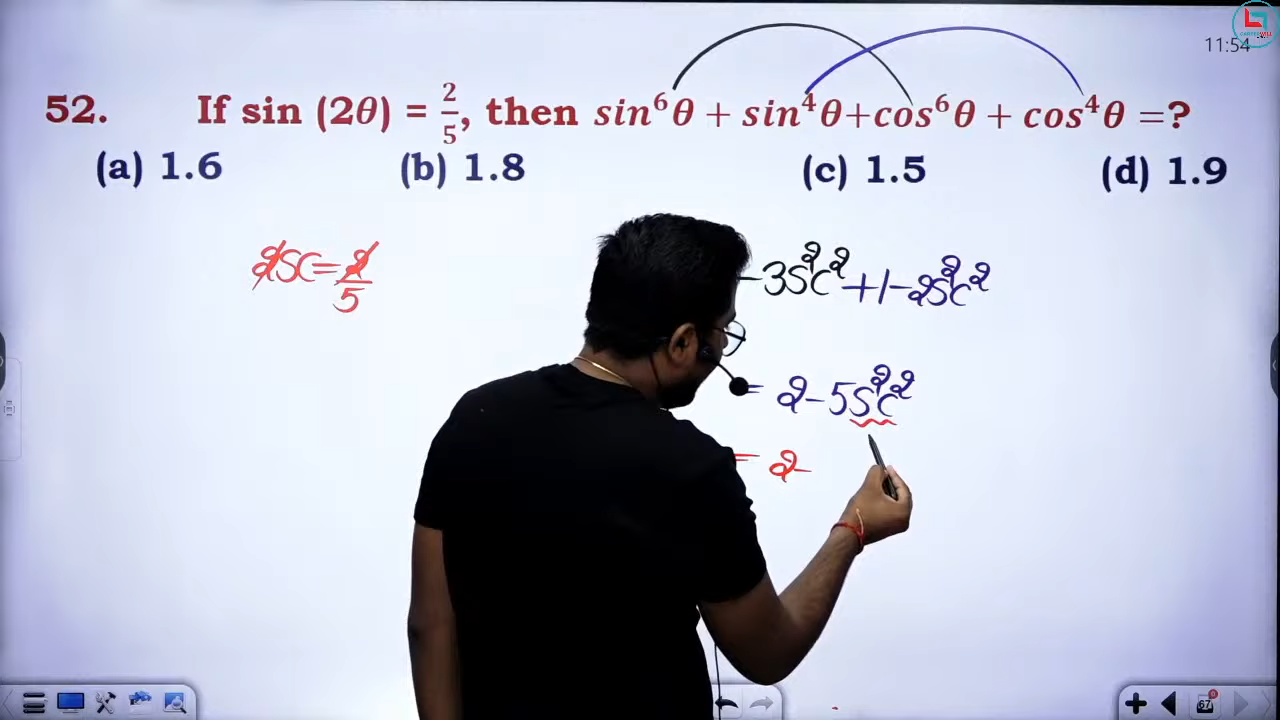 11:54
52. If sin (2θ) = 2/5, then sin⁶θ + sin⁴θ+cos⁶θ + cos⁴θ =?
(a) 1.6 (b) 1.8 (c) 1.5 (d) 1.9
2SC=2/5
-3S²C²+1-2S²C²
= 2-5S²C²
= 2-
67